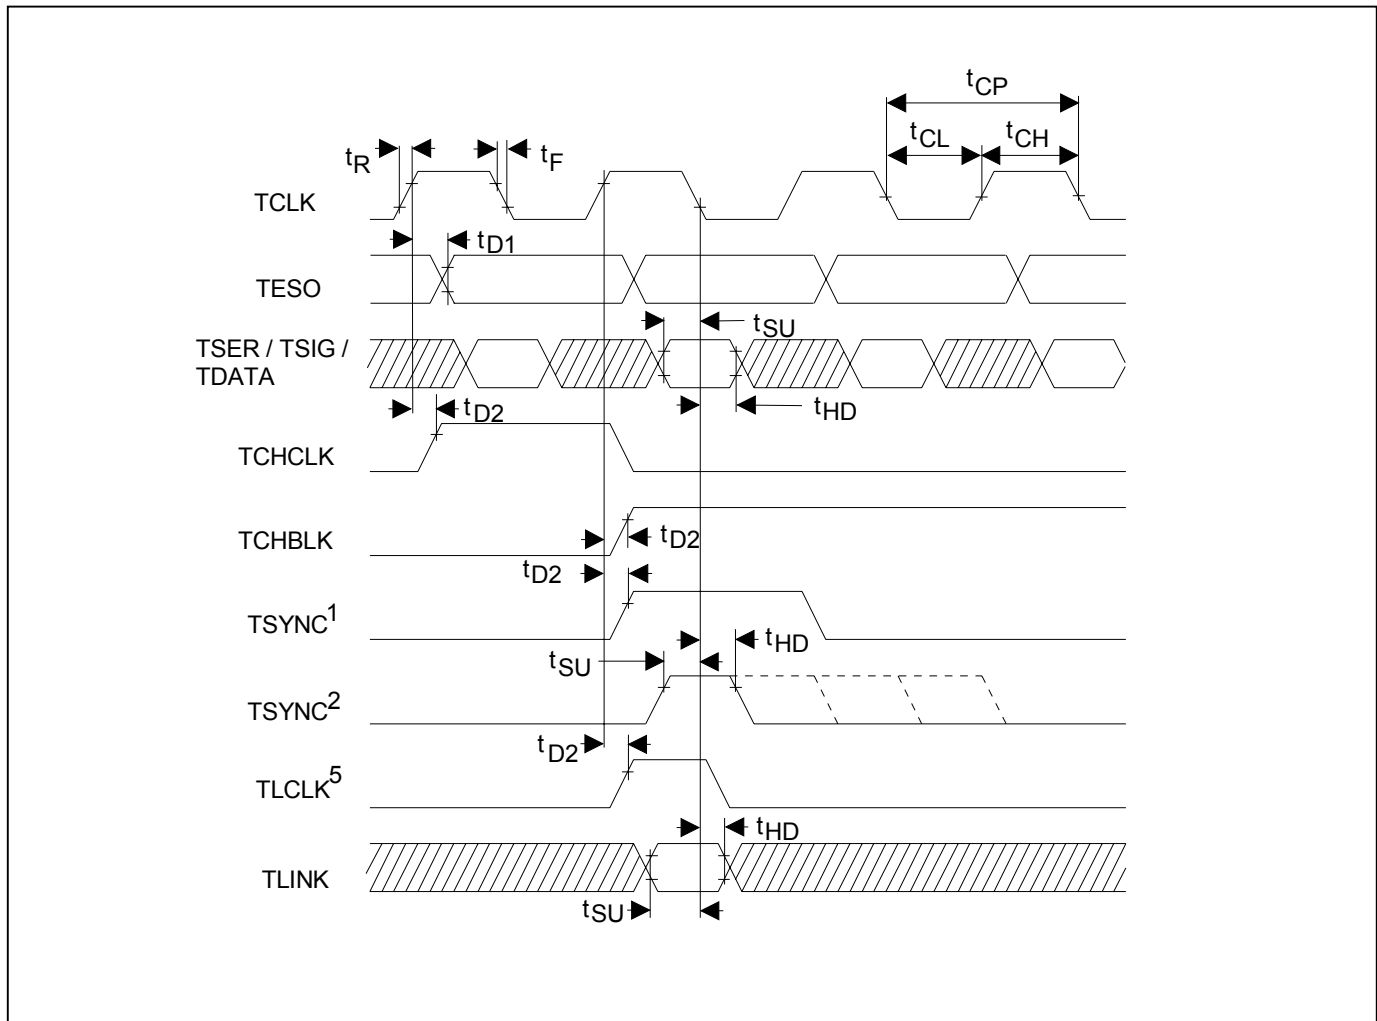 tCP
tCL tCH
tR tF
TCLK
tD1
TESO
tSU
TSER / TSIG /
TDATA
tD2 tHD
TCHCLK
TCHBLK
tD2
tD2
TSYNC1
tHD
tSU
TSYNC2
tD2
TLCLK5
tHD
TLINK
tSU